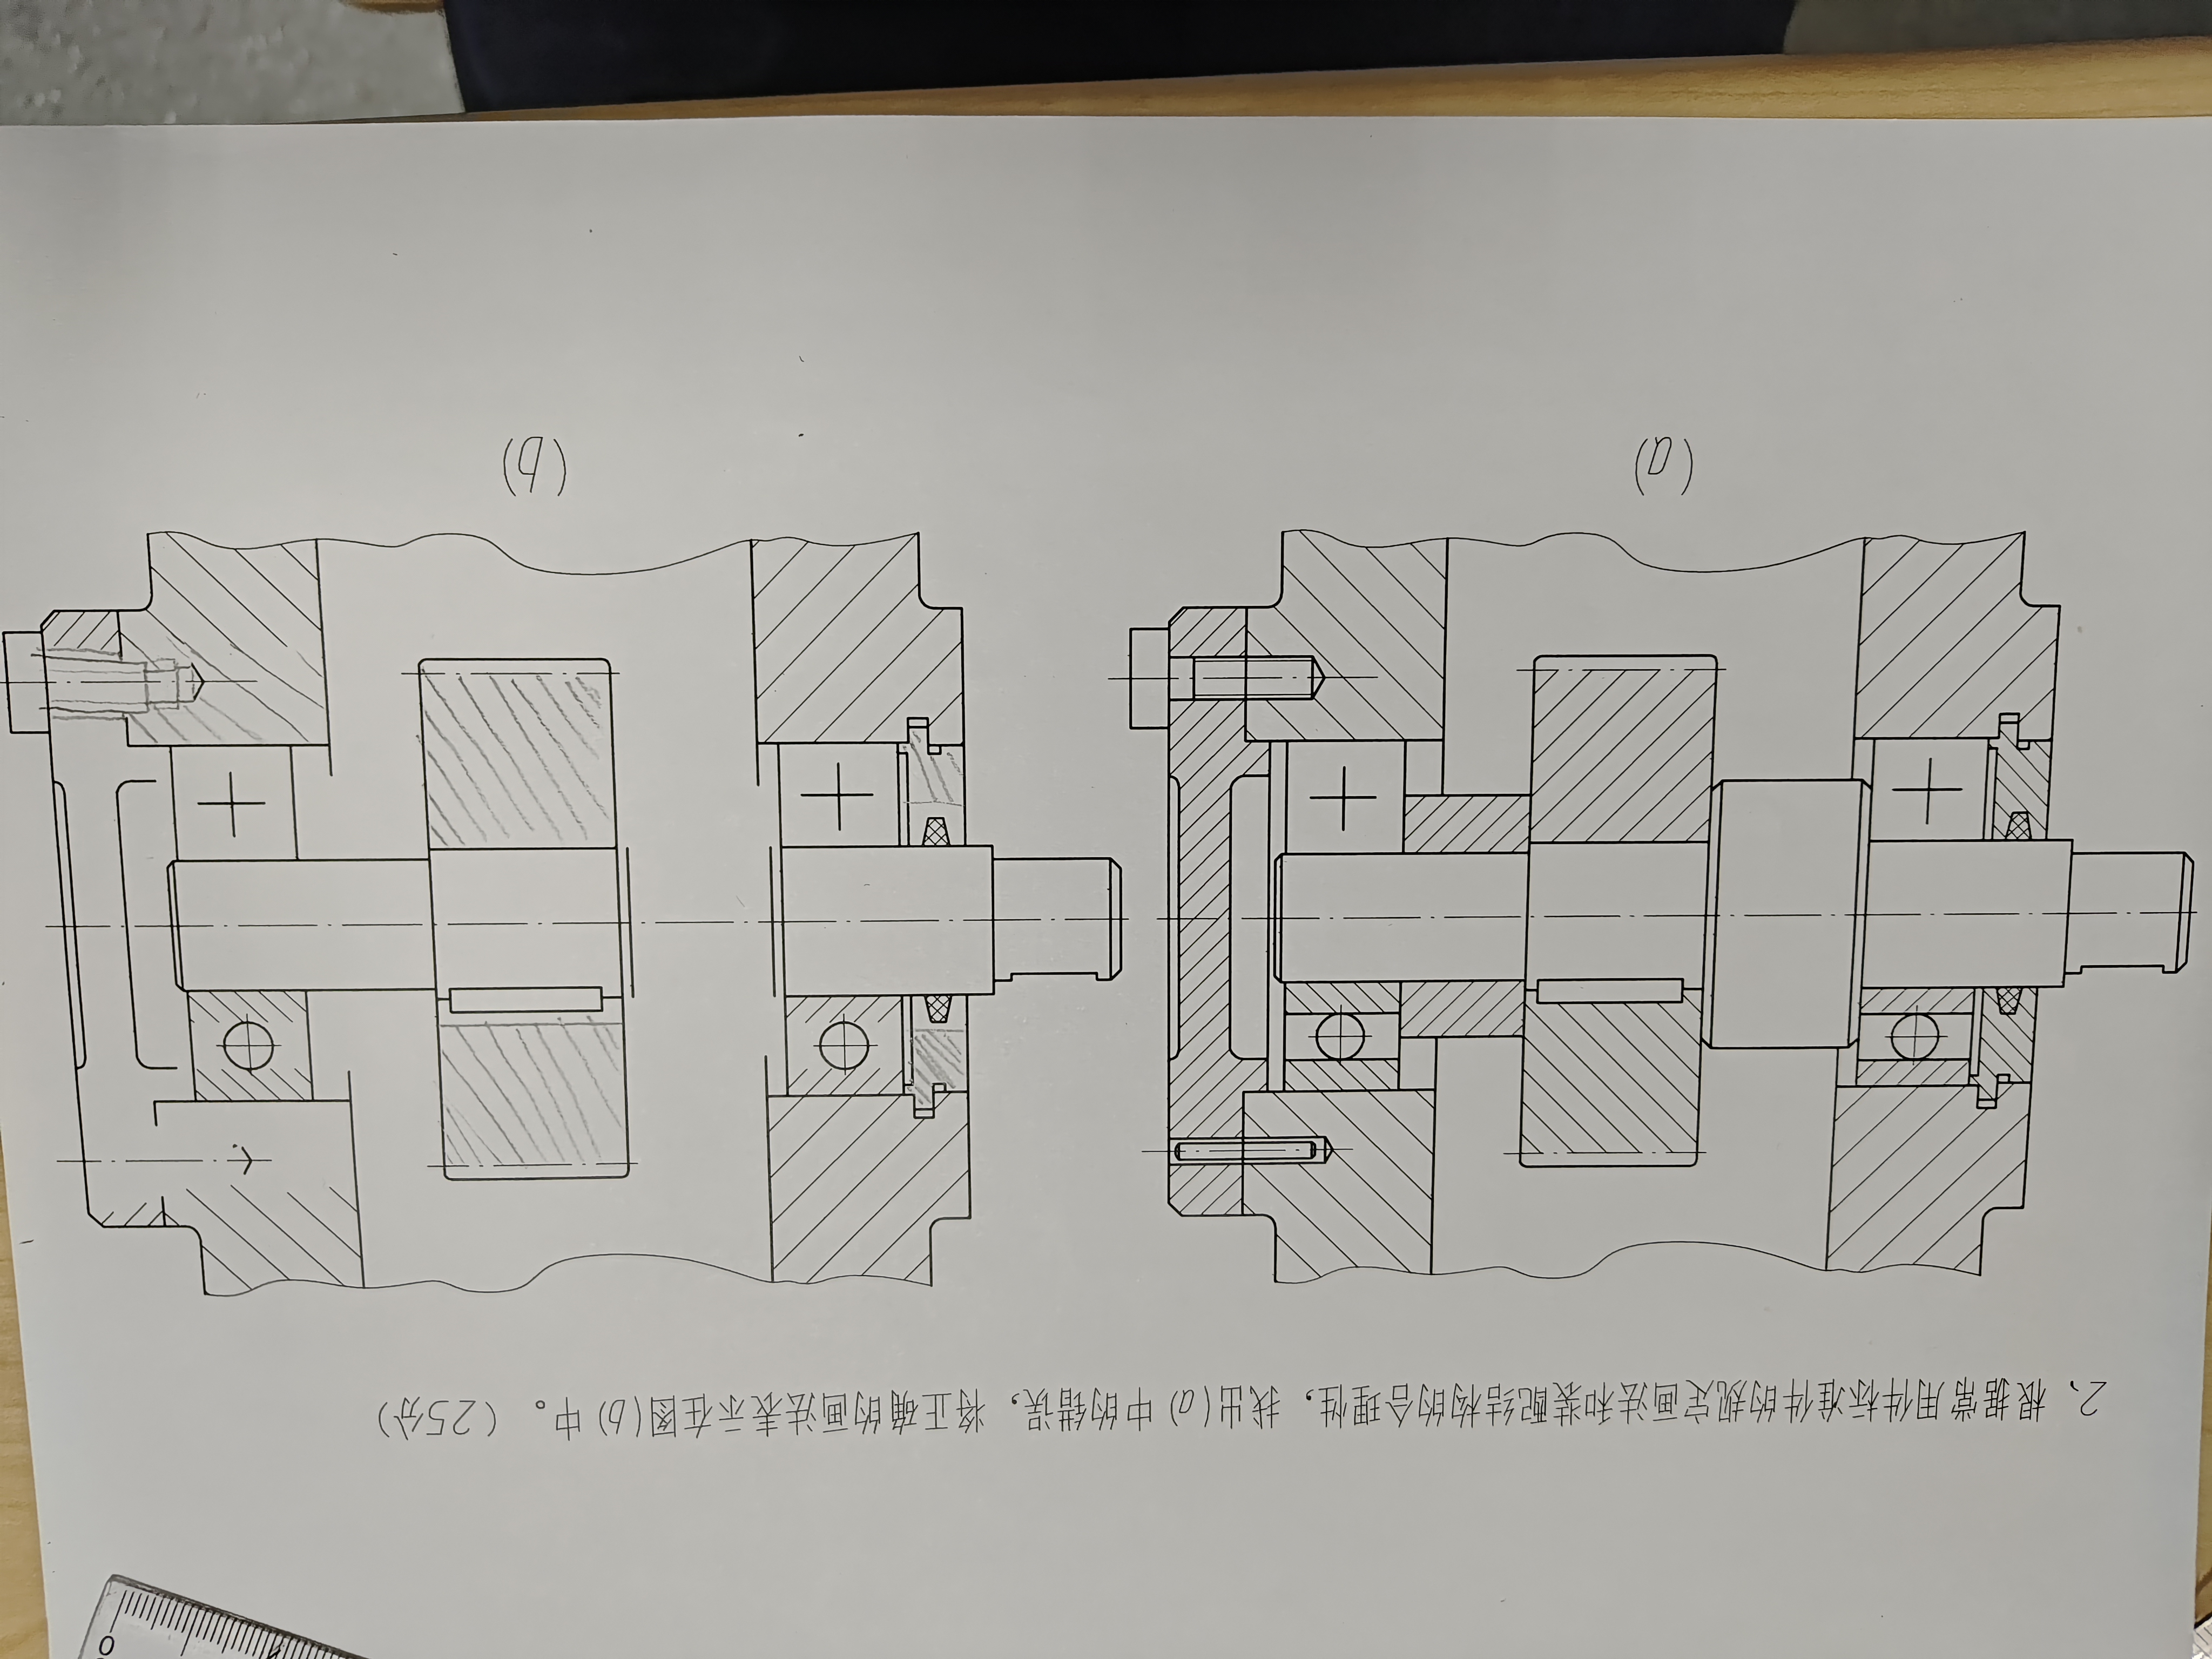 2、根据常用件标准件的规定画法和装配结构的合理性，找出(a)中的错误，将正确的画法表示在图(b)中。（25分）
(a)
(b)
0